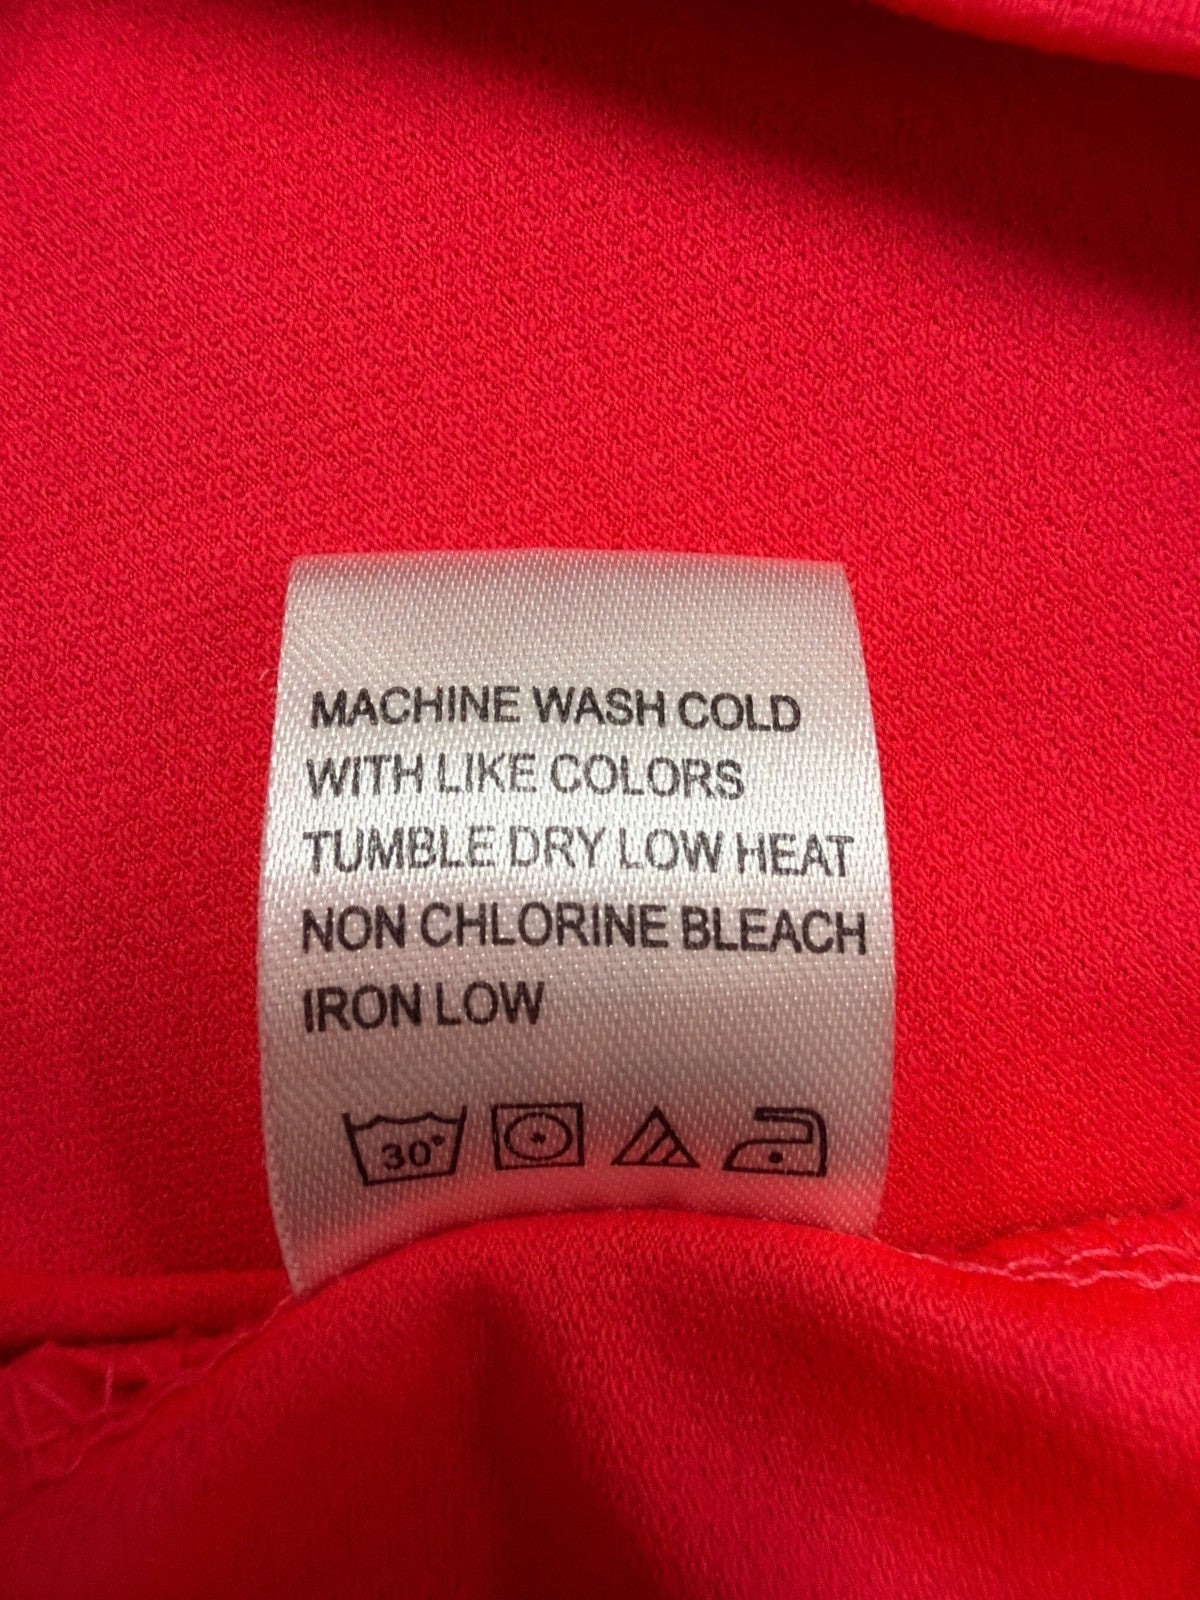 MACHINE WASH COLD
WITH LIKE COLORS
TUMBLE DRY LOW HEAT
NON CHLORINE BLEACH
IRON LOW
30°